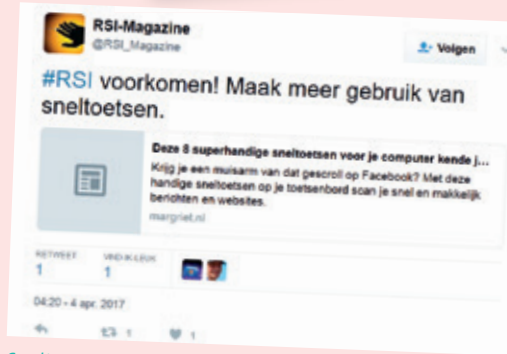 RSI-Magazine
@RSI_Magazine
Volgen
#RSI voorkomen! Maak meer gebruik van
sneltoetsen.
Deze 8 superhandige sneltoetsen voor je computer kende j...
Krijg je een muisarm van dat gescroll op Facebook? Met deze
handige sneltoetsen op je toetsenbord scan je snel en makkelijk
berichten en websites.
margriet.nl
RETWEET VIND-IK-LEUK
1 1
04:20 - 4 apr. 2017
1 1